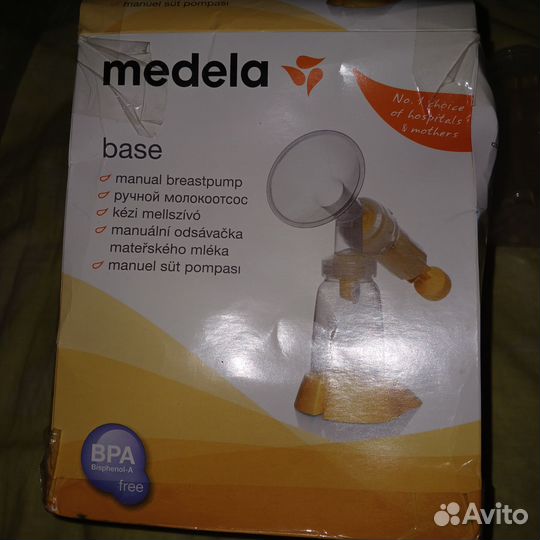 manuel süt pompası
medela
No. 1 choice
of hospitals
& mothers
base
manual breastpump
ручной молокоотсос
kézi mellszívó
manuální odsávačka
mateřského mléka
manuel süt pompası
BPA
Bisphenol-A
free
Avito